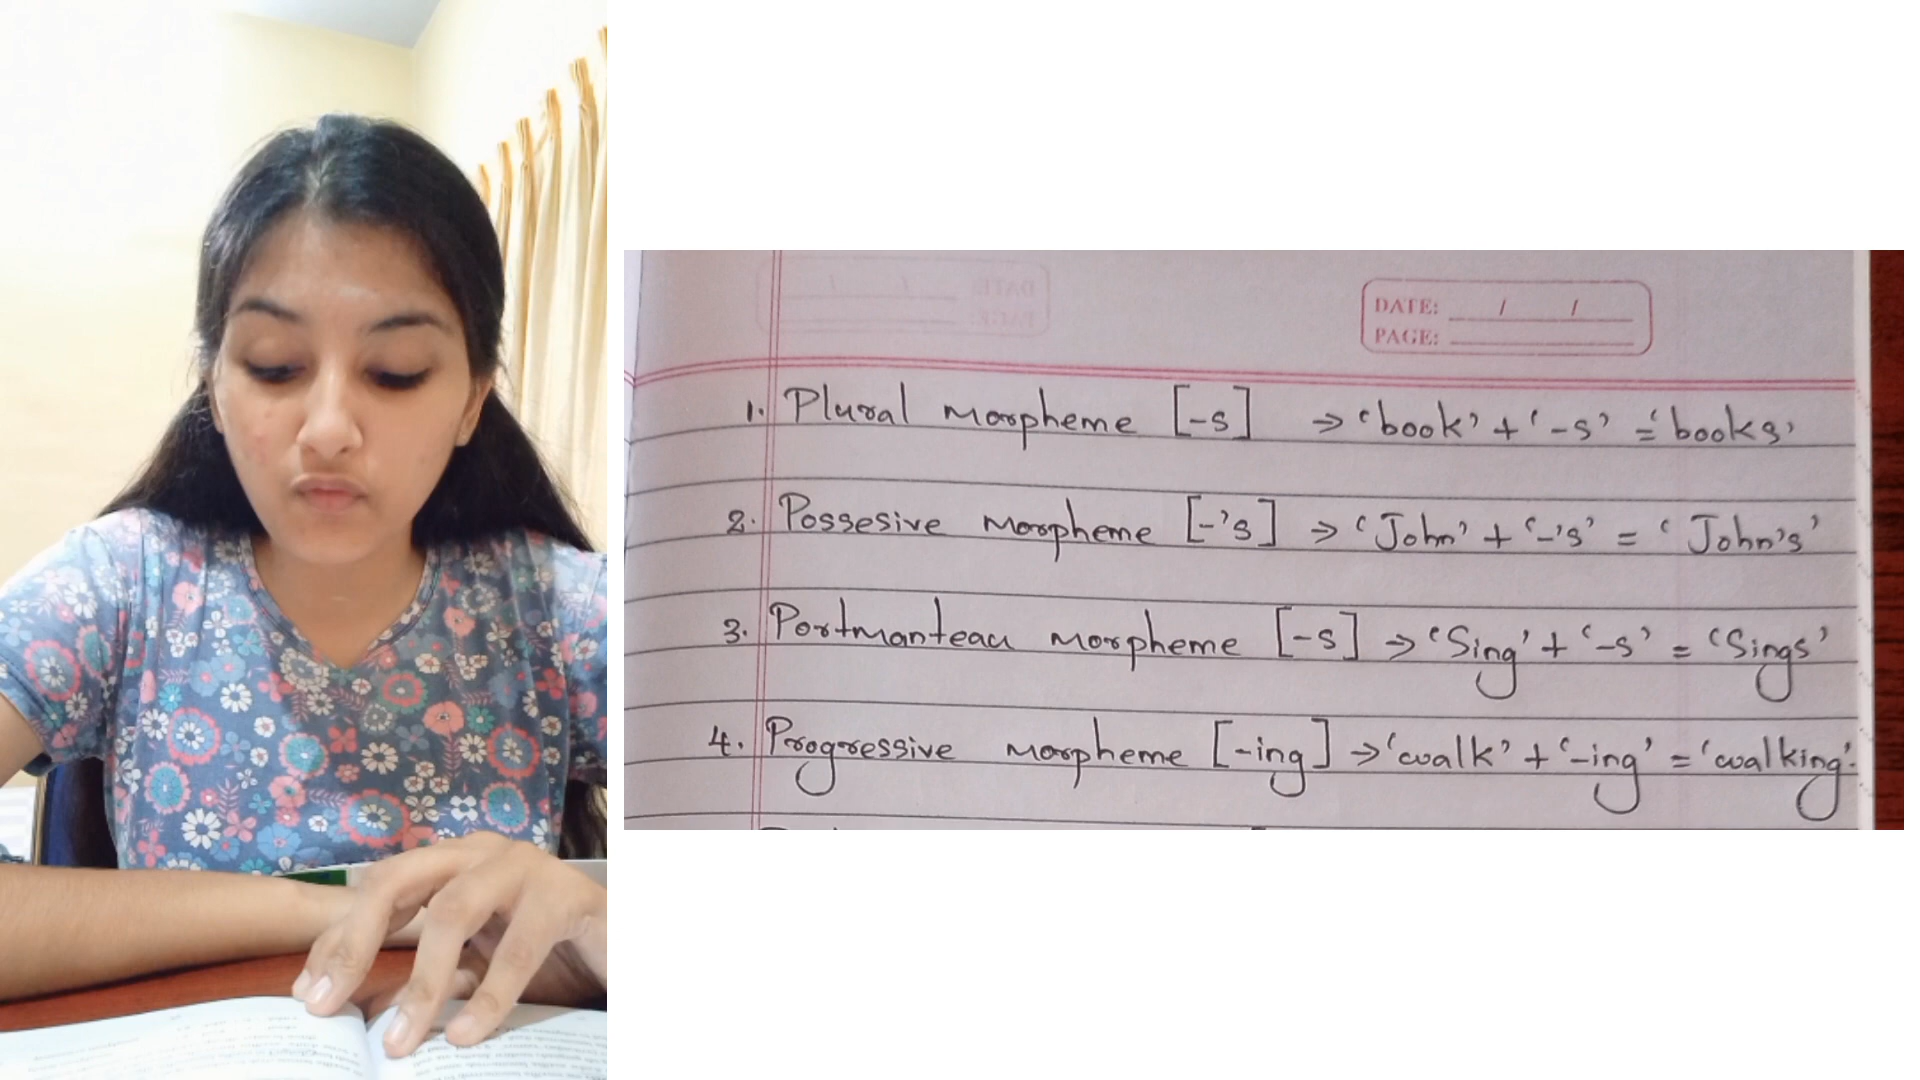 DATE: / /
PAGE:
1. Plural morpheme [-s] → 'book' + '-s' = 'books'
2. Possesive morpheme [-'s] → 'John' + '-'s' = 'John's'
3. Portmanteau morpheme [-s] → 'Sing' + '-s' = 'Sings'
4. Progressive morpheme [-ing] → 'walk' + '-ing' = 'walking'.